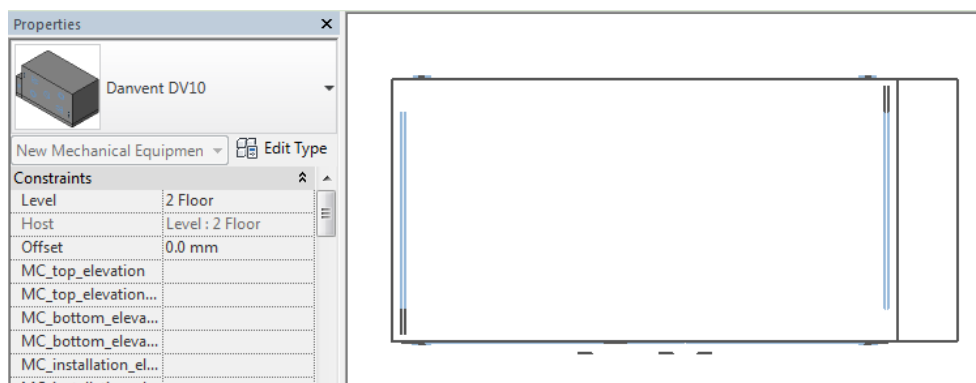 Properties
Danvent DV10
New Mechanical Equipmen
Edit Type
Constraints
Level 2 Floor
Host Level : 2 Floor
Offset 0.0 mm
MC_top_elevation
MC_top_elevation...
MC_bottom_eleva...
MC_bottom_eleva...
MC_installation_el...